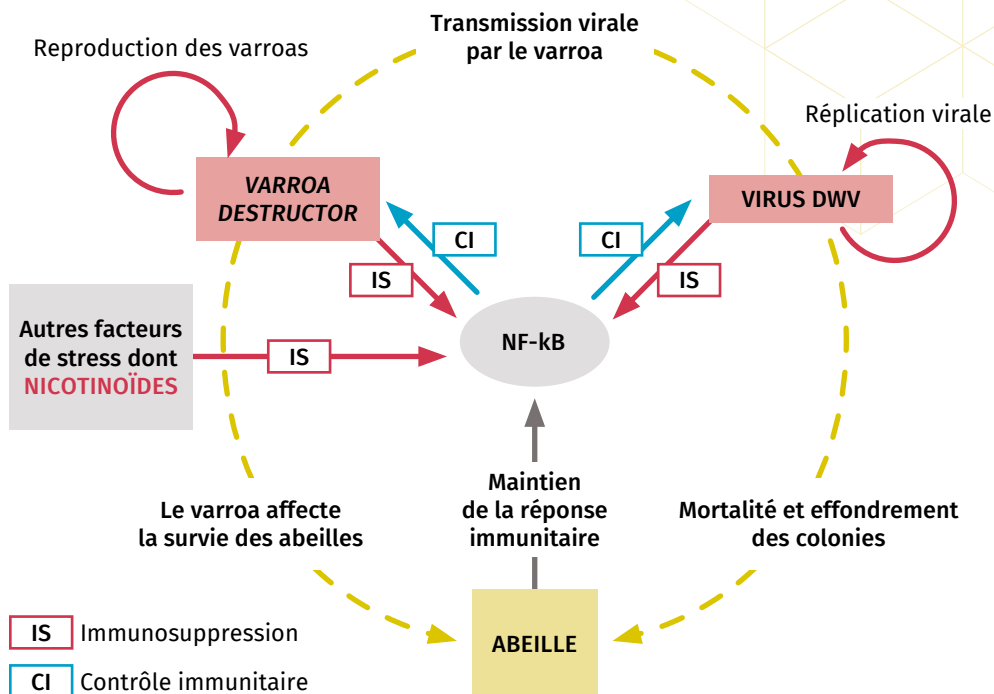 Transmission virale
par le varroa
Reproduction des varroas
Réplication virale
VARROA
DESTRUCTOR
VIRUS DWV
CI
CI
IS
IS
Autres facteurs
de stress dont
NICOTINOÏDES
IS
NF-kB
Le varroa affecte
la survie des abeilles
Maintien
de la réponse
immunitaire
Mortalité et effondrement
des colonies
ABEILLE
IS Immunosuppression
CI Contrôle immunitaire